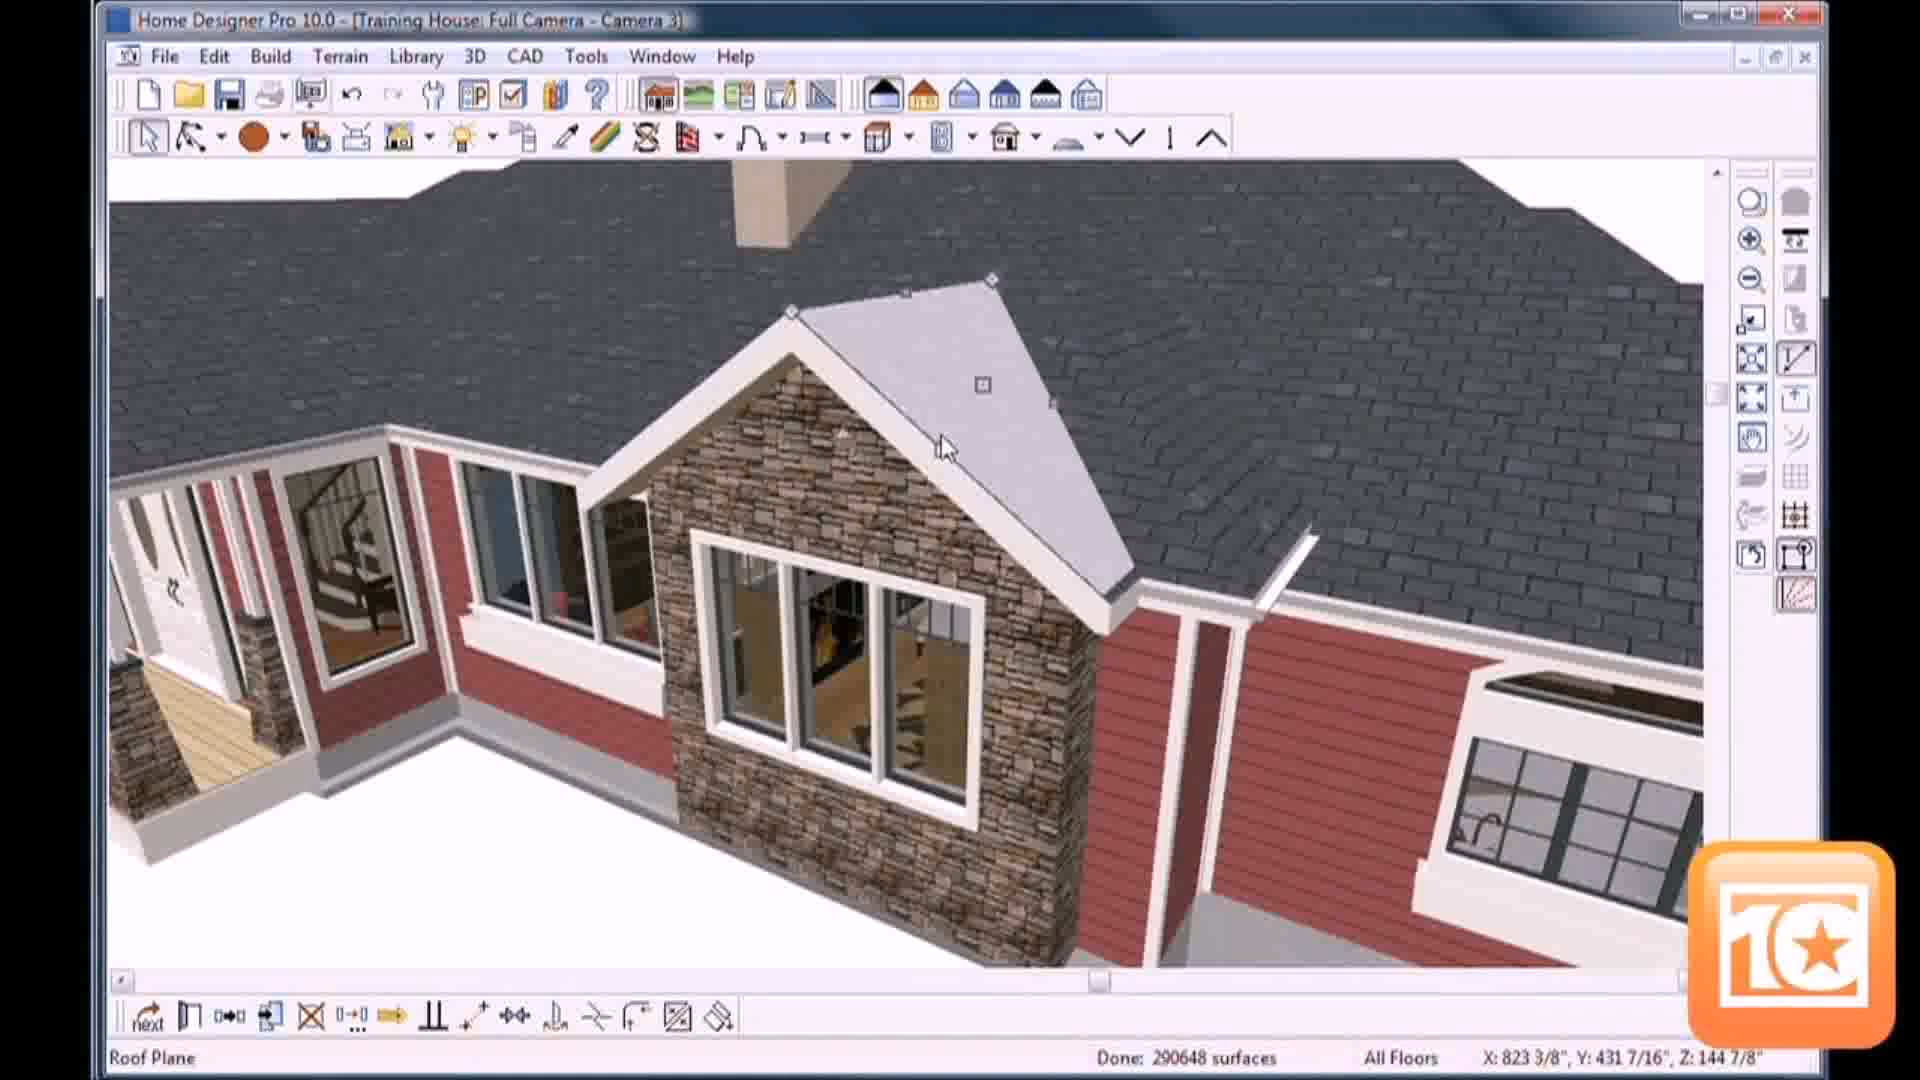 Home Designer Pro 10.0 - [Training House: Full Camera - Camera 3]
File Edit Build Terrain Library 3D CAD Tools Window Help
next
Roof Plane Done: 290648 surfaces All Floors X: 823 3/8", Y: 431 7/16", Z: 144 7/8"
10